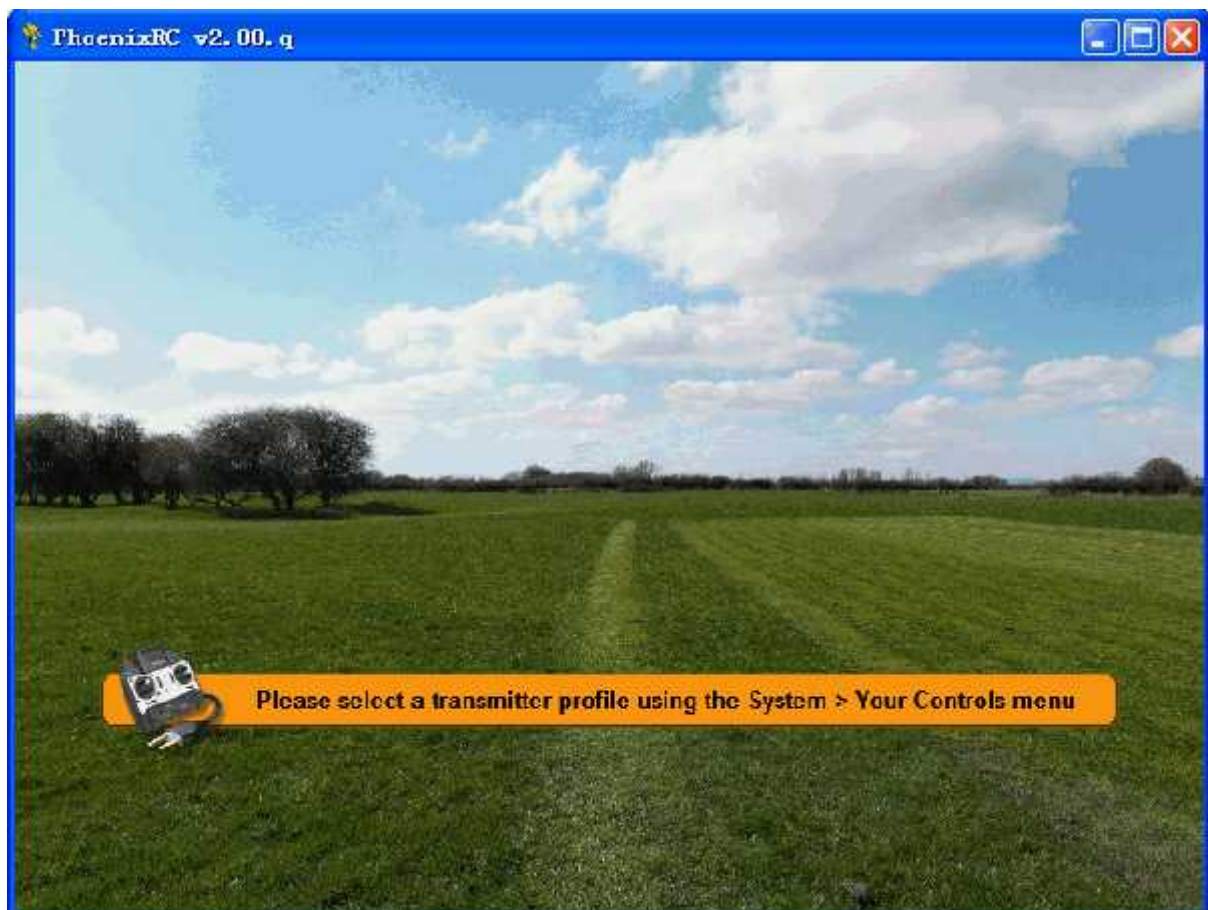 PhoenixRC v2.00.q
Please select a transmitter profile using the System > Your Controls menu